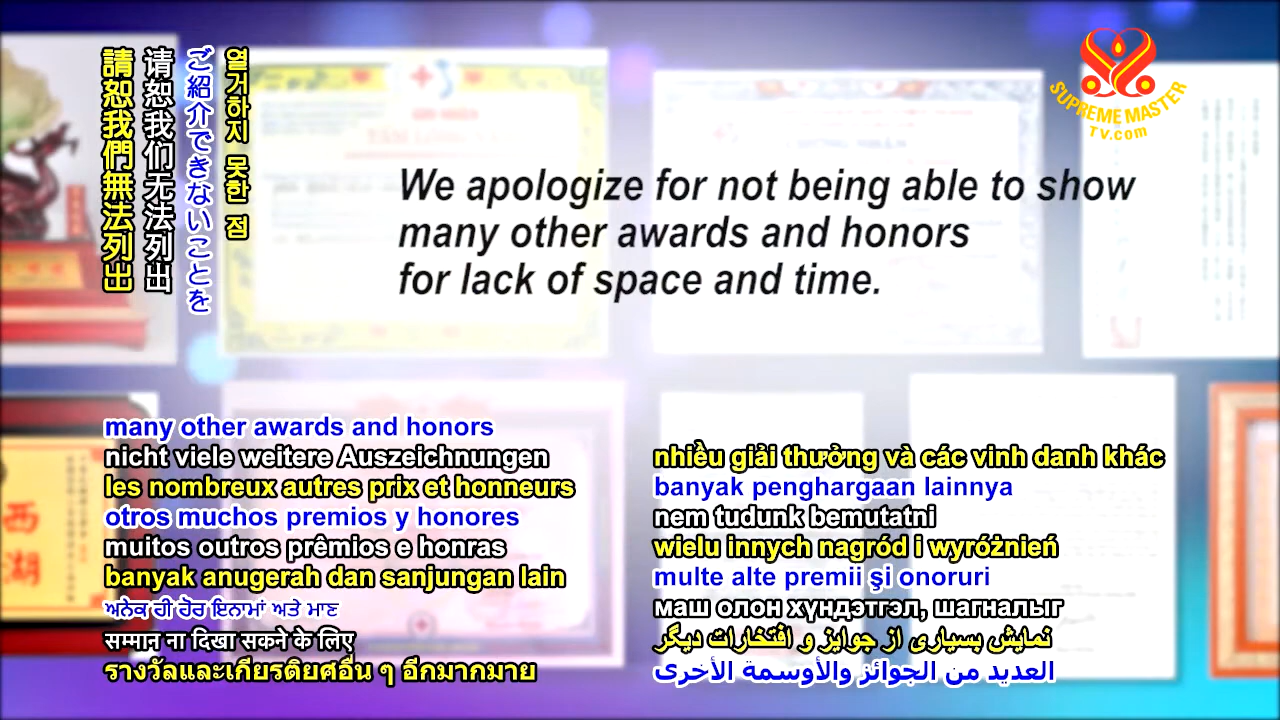 請恕我們無法列出
请恕我们无法列出
ご紹介できないことを
열거하지 못한 점
SUPREME MASTER
TV.com
We apologize for not being able to show
many other awards and honors
for lack of space and time.
many other awards and honors
nicht viele weitere Auszeichnungen
les nombreux autres prix et honneurs
otros muchos premios y honores
muitos outros prêmios e honras
banyak anugerah dan sanjungan lain
ਅਨੇਕ ਹੀ ਹੋਰ ਇਨਾਮਾਂ ਅਤੇ ਮਾਣ
सम्मान ना दिखा सकने के लिए
รางวัลและเกียรติยศอื่น ๆ อีกมากมาย
nhiều giải thưởng và các vinh danh khác
banyak penghargaan lainnya
nem tudunk bemutatni
wielu innych nagród i wyróżnień
multe alte premii şi onoruri
маш олон хүндэтгэл, шагналыг
نمایش بسیاری از جوایز و افتخارات دیگر
العديد من الجوائز والأوسمة الأخرى
西湖